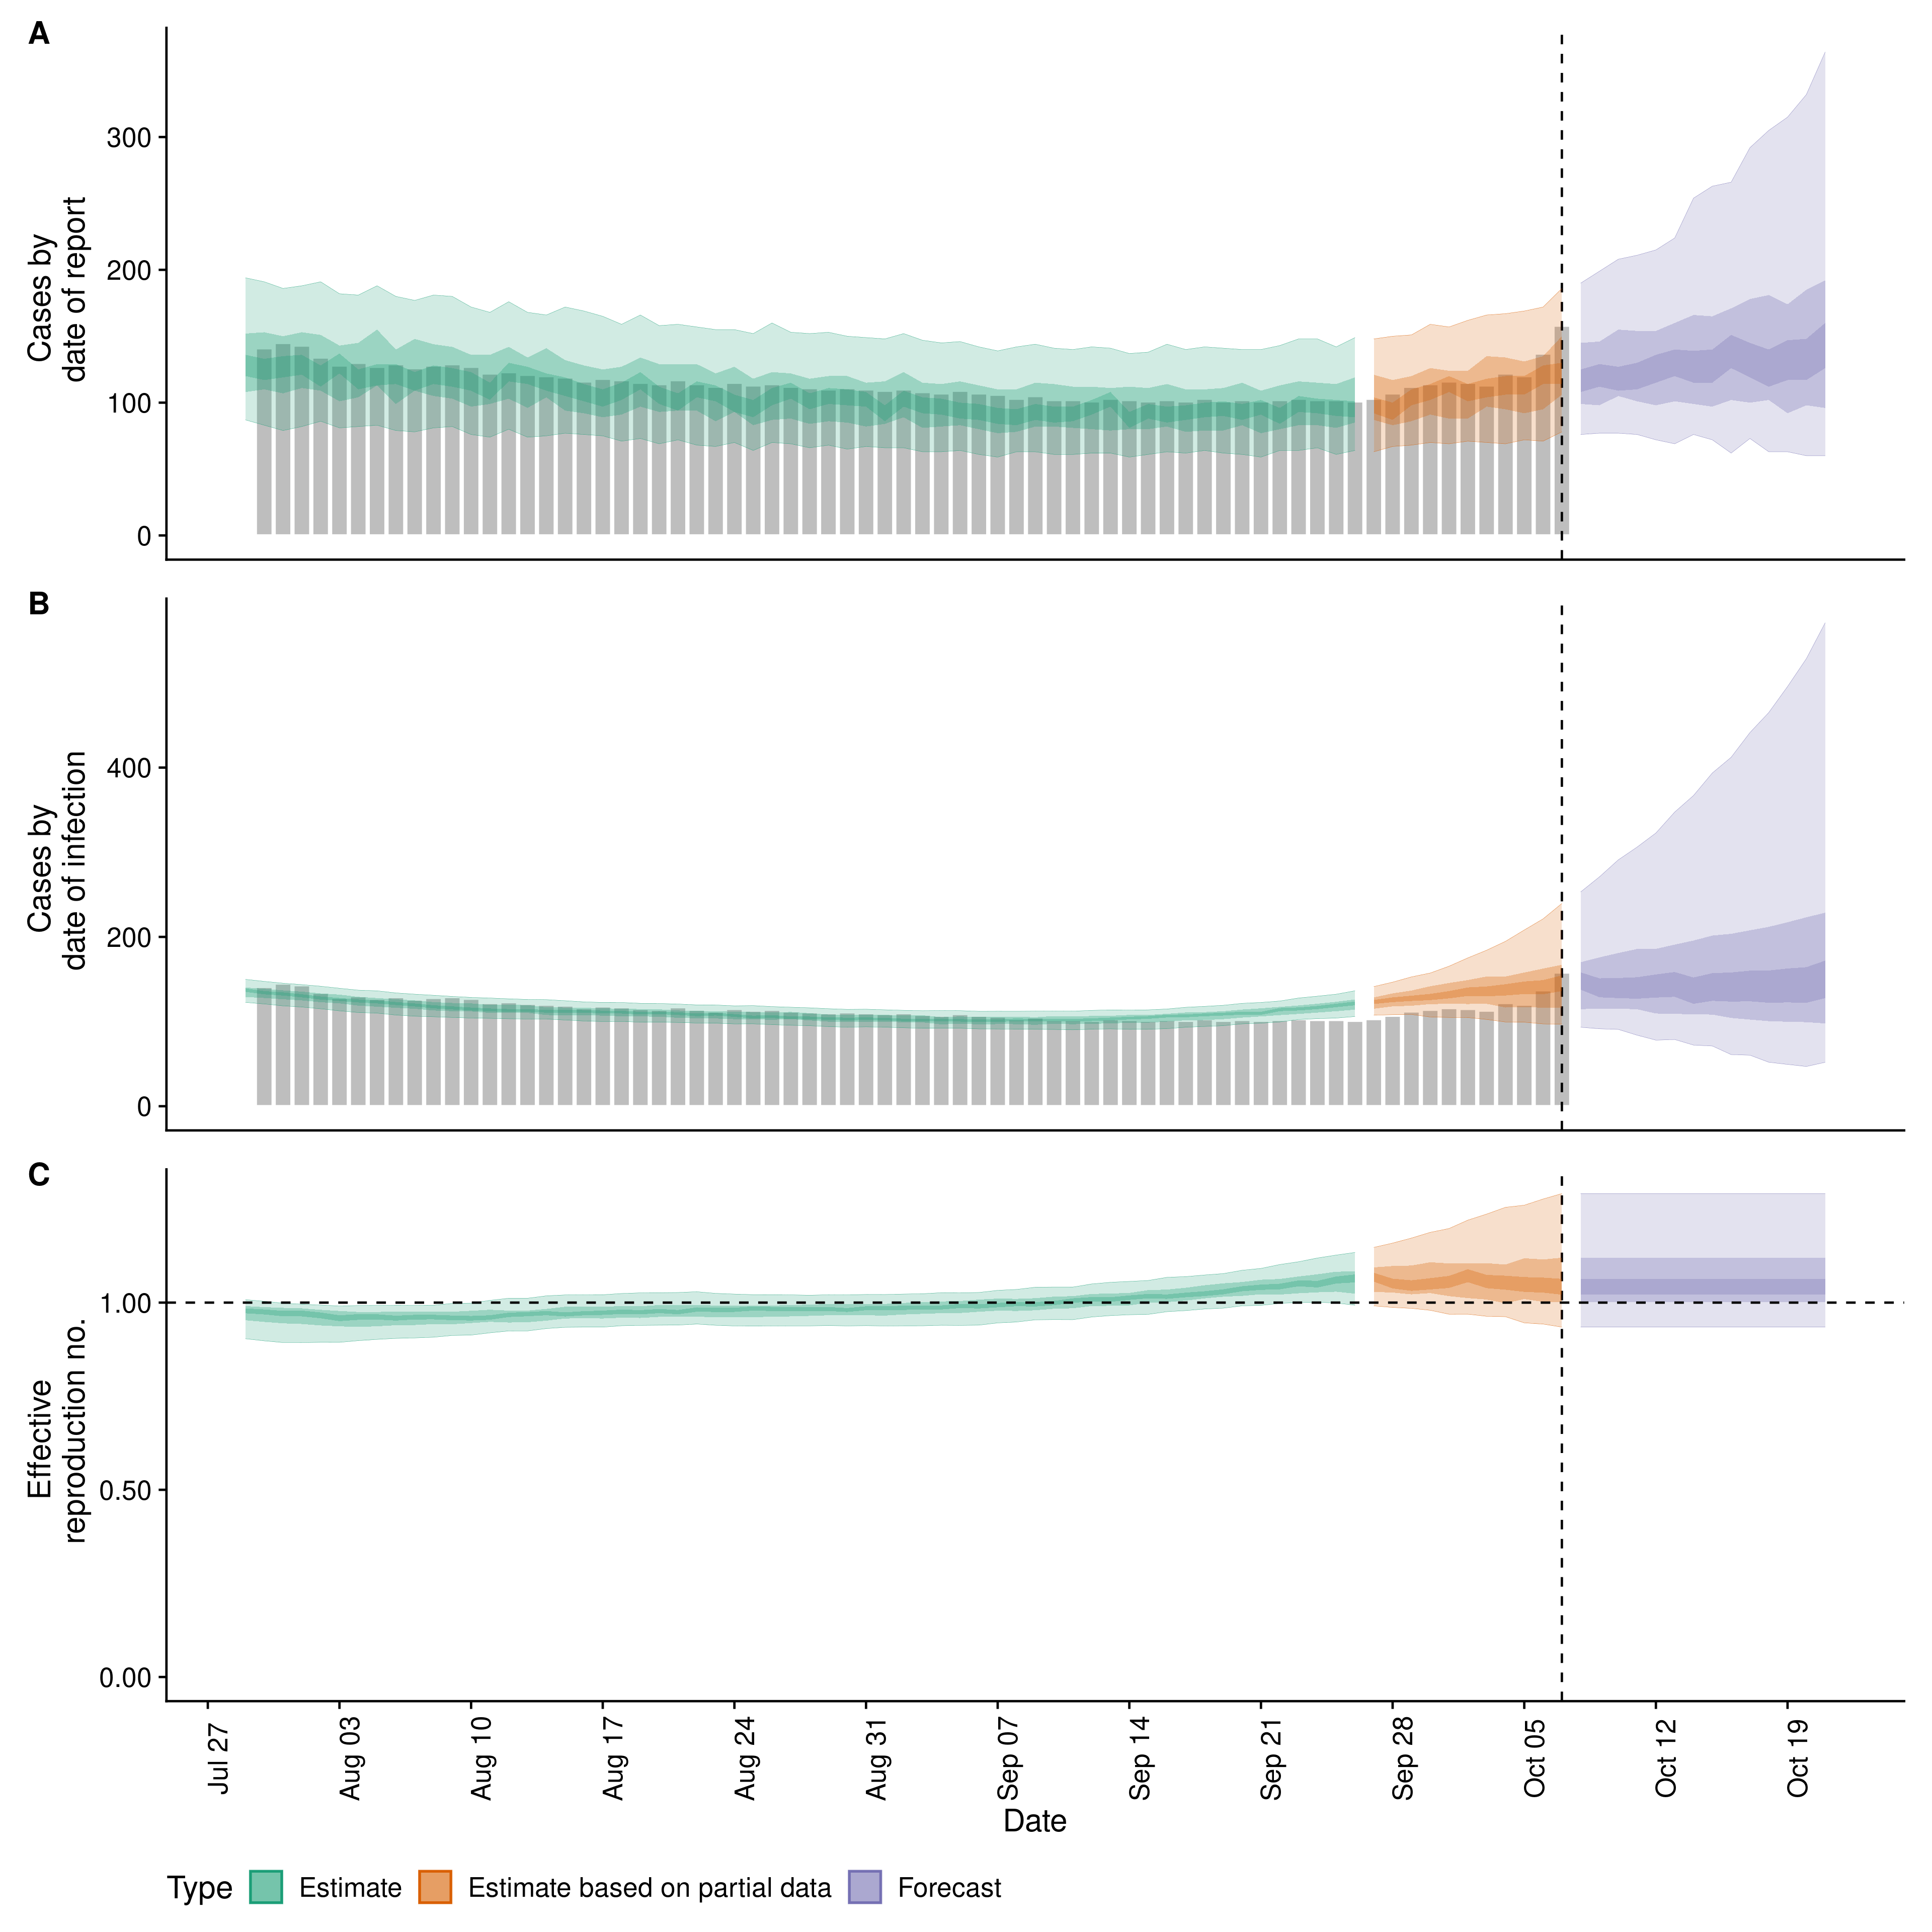 A
Cases by
date of report
300
200
100
0
B
Cases by
date of infection
400
200
0
C
Effective
reproduction no.
1.00
0.50
0.00
Jul 27
Aug 03
Aug 10
Aug 17
Aug 24
Aug 31
Sep 07
Sep 14
Sep 21
Sep 28
Oct 05
Oct 12
Oct 19
Date
Type Estimate Estimate based on partial data Forecast